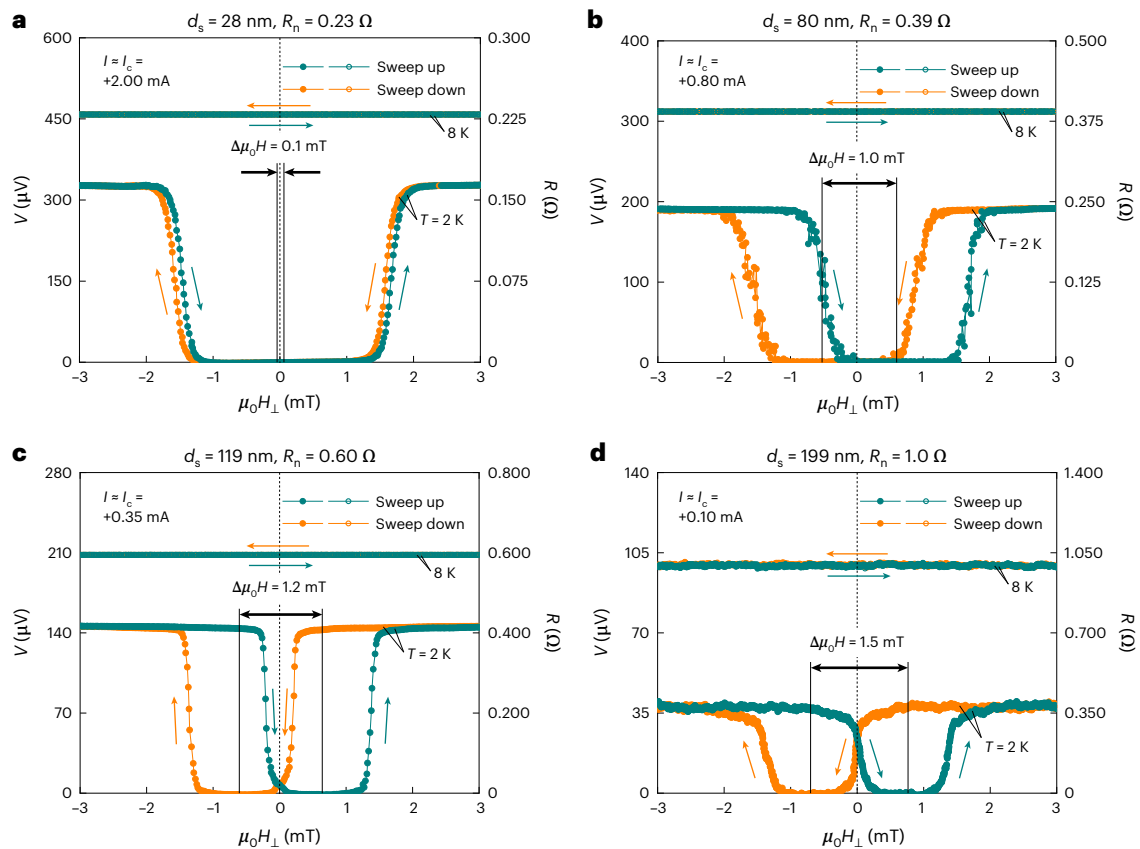 a
d_s = 28 nm, R_n = 0.23 Ω
600
450
300
150
0
V (μV)
0.300
0.225
0.150
0.075
0
R (Ω)
I ≈ I_c =
+2.00 mA
Sweep up
Sweep down
8 K
Δμ₀H = 0.1 mT
T = 2 K
–3 –2 –1 0 1 2 3
μ₀H⊥ (mT)
b
d_s = 80 nm, R_n = 0.39 Ω
400
300
200
100
0
V (μV)
0.500
0.375
0.250
0.125
0
R (Ω)
I ≈ I_c =
+0.80 mA
Sweep up
Sweep down
8 K
Δμ₀H = 1.0 mT
T = 2 K
–3 –2 –1 0 1 2 3
μ₀H⊥ (mT)
c
d_s = 119 nm, R_n = 0.60 Ω
280
210
140
70
0
V (μV)
0.800
0.600
0.400
0.200
0
R (Ω)
I ≈ I_c =
+0.35 mA
Sweep up
Sweep down
8 K
Δμ₀H = 1.2 mT
T = 2 K
–3 –2 –1 0 1 2 3
μ₀H⊥ (mT)
d
d_s = 199 nm, R_n = 1.0 Ω
140
105
70
35
0
V (μV)
1.400
1.050
0.700
0.350
0
R (Ω)
I ≈ I_c =
+0.10 mA
Sweep up
Sweep down
8 K
Δμ₀H = 1.5 mT
T = 2 K
–3 –2 –1 0 1 2 3
μ₀H⊥ (mT)